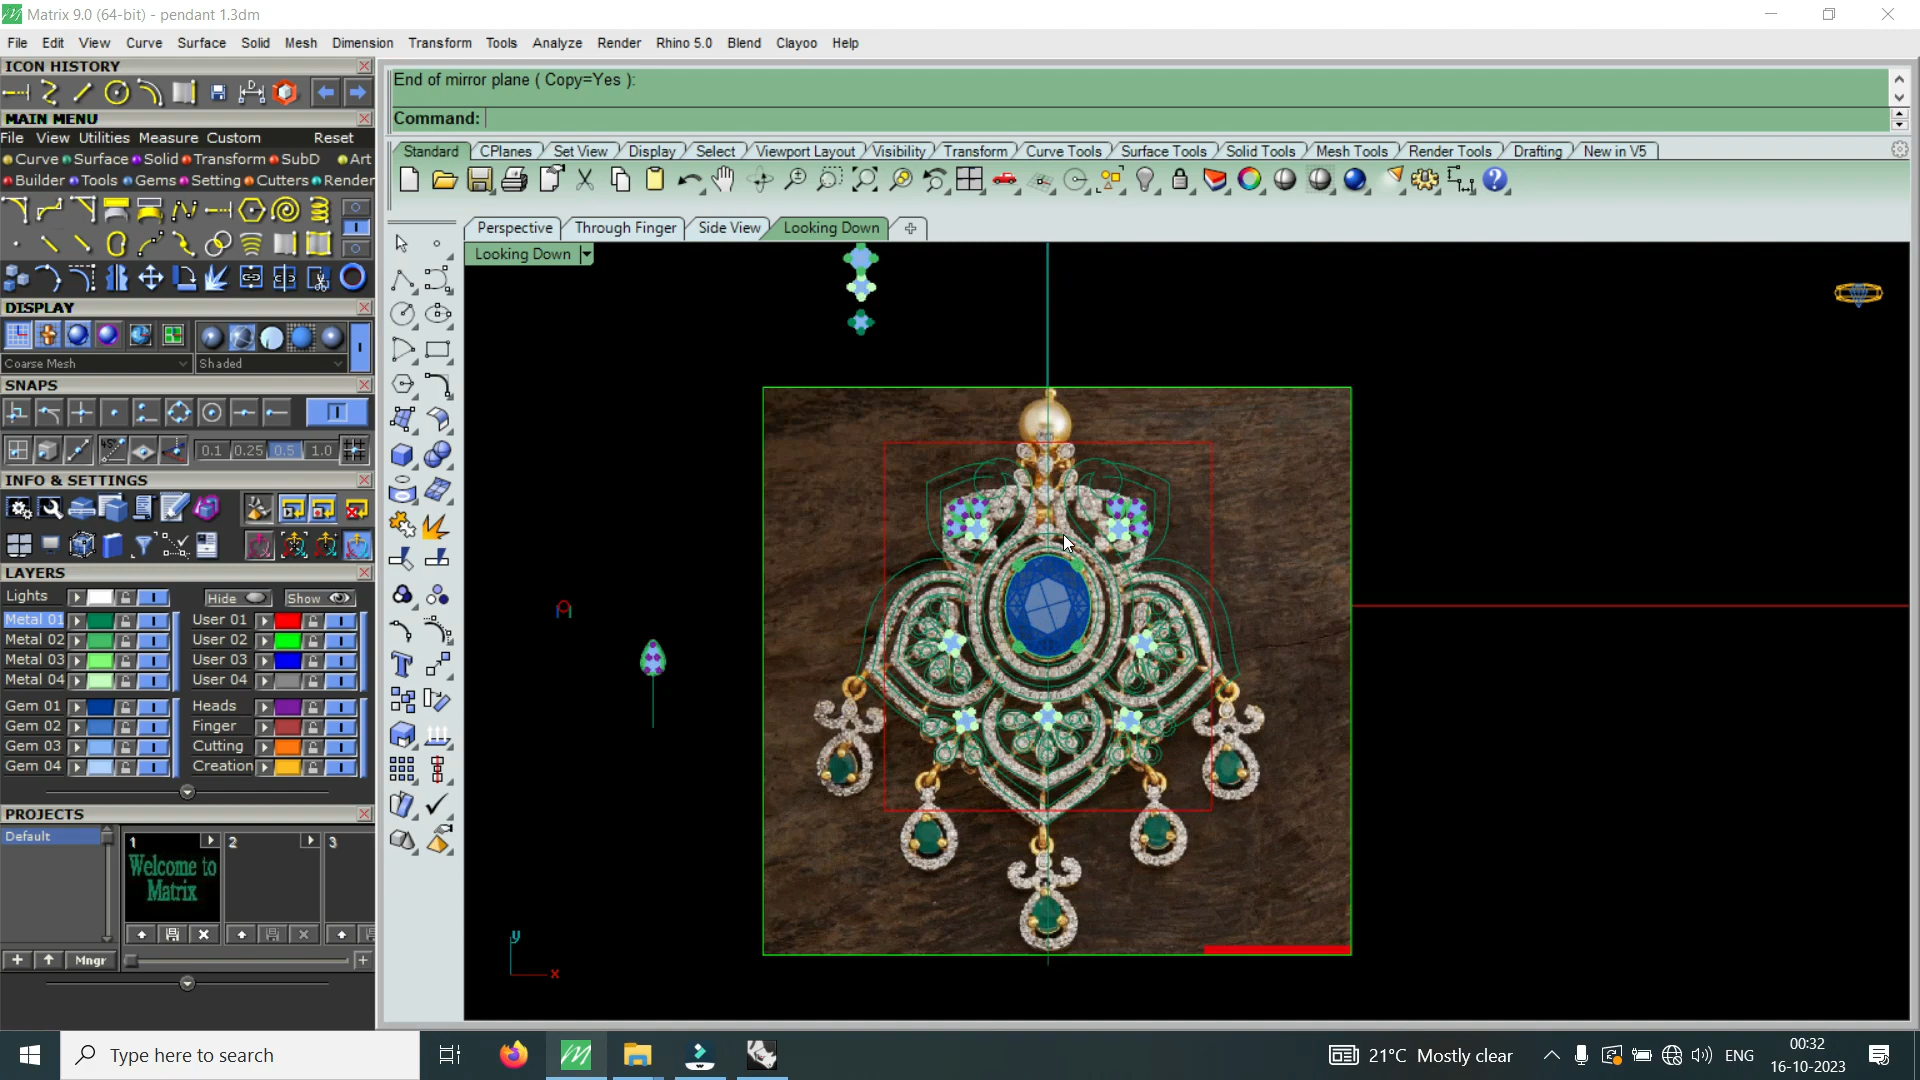 Matrix 9.0 (64-bit) - pendant 1.3dm
File Edit View Curve Surface Solid Mesh Dimension Transform Tools Analyze Render Rhino 5.0 Blend Clayoo Help
ICON HISTORY
End of mirror plane ( Copy=Yes ):
Command:
MAIN MENU
File View Utilities Measure Custom Reset
Curve Surface Solid Transform SubD Art
Builder Tools Gems Setting Cutters Render
Standard CPlanes Set View Display Select Viewport Layout Visibility Transform Curve Tools Surface Tools Solid Tools Mesh Tools Render Tools Drafting New in V5
Perspective Through Finger Side View Looking Down
Looking Down
DISPLAY
Coarse Mesh Shaded
SNAPS
0.1 0.25 0.5 1.0
INFO & SETTINGS
LAYERS
Lights Hide Show
Metal 01 User 01
Metal 02 User 02
Metal 03 User 03
Metal 04 User 04
Gem 01 Heads
Gem 02 Finger
Gem 03 Cutting
Gem 04 Creation
PROJECTS
Default 1 2 3
Welcome to
Matrix
Mngr
y
x
Type here to search
21°C Mostly clear
ENG
00:32
16-10-2023